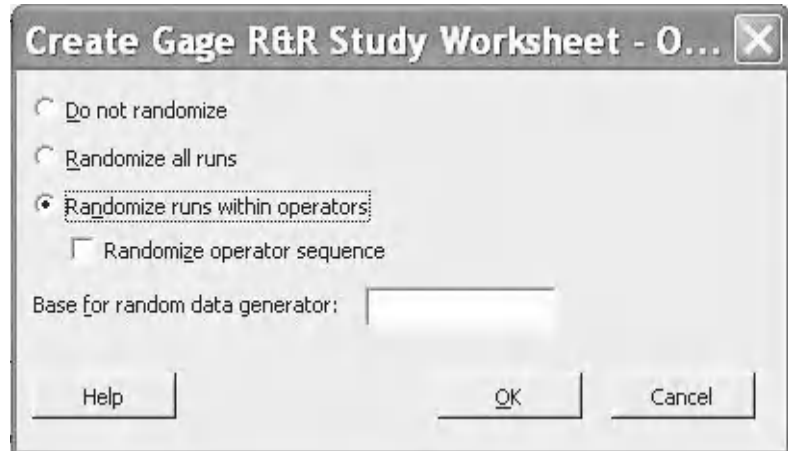 Create Gage R&R Study Worksheet - O...
Do not randomize
Randomize all runs
Randomize runs within operators
Randomize operator sequence
Base for random data generator:
Help OK Cancel